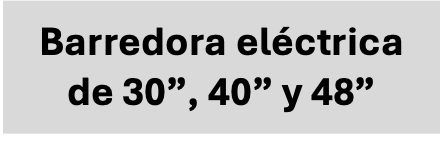 Barredora eléctrica
de 30”, 40” y 48”